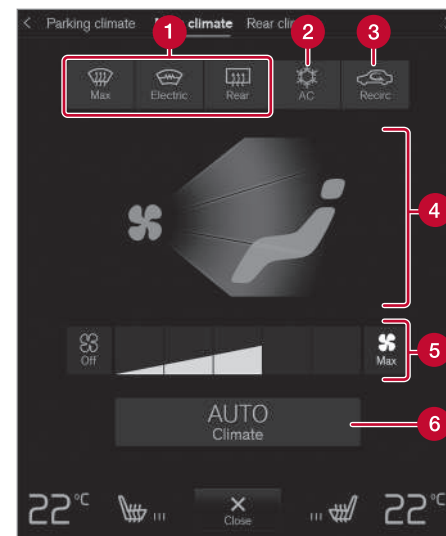 Parking climate climate Rear
1 2 3
Max Electric Rear AC Recirc
4
Off Max 5
AUTO
Climate 6
22°C Close 22°C